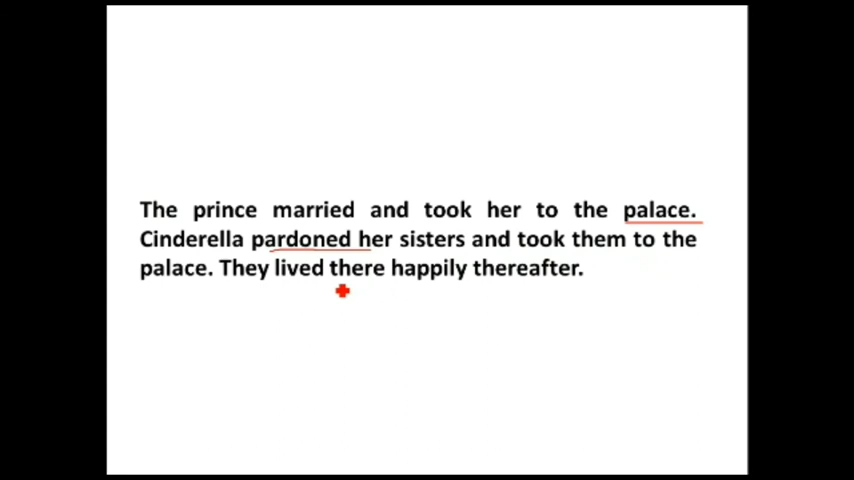 The prince married and took her to the palace.
Cinderella pardoned her sisters and took them to the
palace. They lived there happily thereafter.